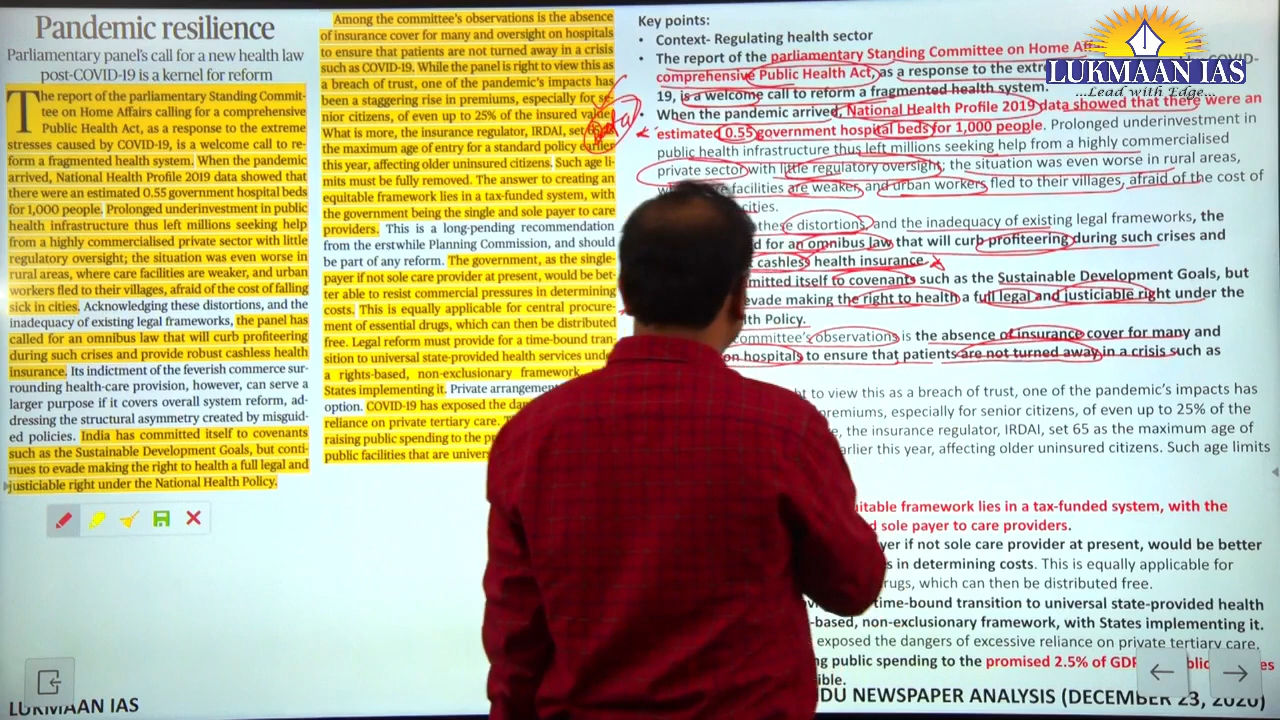 Pandemic resilience
Parliamentary panel's call for a new health law
post-COVID-19 is a kernel for reform
The report of the parliamentary Standing Commit-
tee on Home Affairs calling for a comprehensive
Public Health Act, as a response to the extreme
stresses caused by COVID-19, is a welcome call to re-
form a fragmented health system. When the pandemic
arrived, National Health Profile 2019 data showed that
there were an estimated 0.55 government hospital beds
for 1,000 people. Prolonged underinvestment in public
health infrastructure thus left millions seeking help
from a highly commercialised private sector with little
regulatory oversight; the situation was even worse in
rural areas, where care facilities are weaker, and urban
workers fled to their villages, afraid of the cost of falling
sick in cities. Acknowledging these distortions, and the
inadequacy of existing legal frameworks, the panel has
called for an omnibus law that will curb profiteering
during such crises and provide robust cashless health
insurance. Its indictment of the feverish commerce sur-
rounding health-care provision, however, can serve a
larger purpose if it covers overall system reform, ad-
dressing the structural asymmetry created by misguid-
ed policies. India has committed itself to covenants
such as the Sustainable Development Goals, but conti-
nues to evade making the right to health a full legal and
justiciable right under the National Health Policy.
Among the committee's observations is the absence
of insurance cover for many and oversight on hospitals
to ensure that patients are not turned away in a crisis
such as COVID-19. While the panel is right to view this as
a breach of trust, one of the pandemic's impacts has
been a staggering rise in premiums, especially for se-
nior citizens, of even up to 25% of the insured value.
What is more, the insurance regulator, IRDAI, set
the maximum age of entry for a standard policy earlier
this year, affecting older uninsured citizens. Such age li-
mits must be fully removed. The answer to creating an
equitable framework lies in a tax-funded system, with
the government being the single and sole payer to care
providers. This is a long-pending recommendation
from the erstwhile Planning Commission, and should
be part of any reform. The government, as the single-
payer if not sole care provider at present, would be bet-
ter able to resist commercial pressures in determining
costs. This is equally applicable for central procure-
ment of essential drugs, which can then be distributed
free. Legal reform must provide for a time-bound tran-
sition to universal state-provided health services under
a rights-based, non-exclusionary framework,
States implementing it. Private arrangement
option. COVID-19 has exposed the
reliance on private tertiary care.
raising public spending to the
public facilities that are
Key points:
• Context- Regulating health sector
• The report of the parliamentary Standing Committee on Home
comprehensive Public Health Act, as a response to the COVID-
19, is a welcome call to reform a fragmented health system.
When the pandemic arrived, National Health Profile 2019 data showed that there were an
estimated 0.55 government hospital beds for 1,000 people. Prolonged underinvestment in
public health infrastructure thus left millions seeking help from a highly commercialised
private sector with little regulatory oversight; the situation was even worse in rural areas,
facilities are weaker, and urban workers fled to their villages, afraid of the cost of
cities.
these distortions, and the inadequacy of existing legal frameworks, the
for an omnibus law that will curb profiteering during such crises and
cashless health insurance.
itself to covenants such as the Sustainable Development Goals, but
evade making the right to health a full legal and justiciable right under the
Policy.
observations is the absence of insurance cover for many and
on hospitals to ensure that patients are not turned away in a crisis such as
to view this as a breach of trust, one of the pandemic's impacts has
premiums, especially for senior citizens, of even up to 25% of the
the insurance regulator, IRDAI, set 65 as the maximum age of
this year, affecting older uninsured citizens. Such age limits
framework lies in a tax-funded system, with the
sole payer to care providers.
if not sole care provider at present, would be better
in determining costs. This is equally applicable for
which can then be distributed free.
time-bound transition to universal state-provided health
-based, non-exclusionary framework, with States implementing it.
exposed the dangers of excessive reliance on private tertiary care.
public spending to the promised 2.5% of GDP
LUKMAAN IAS
...Lead with Edge...
LUKMAAN IAS
NEWSPAPER ANALYSIS (DECEMBER 23, 2020)